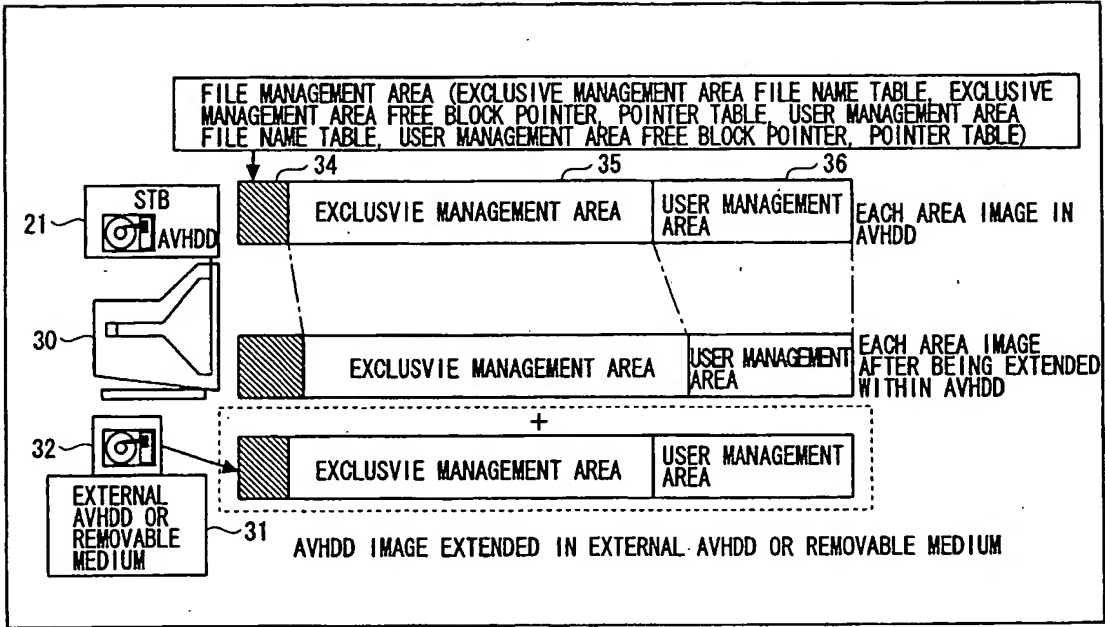 FILE MANAGEMENT AREA (EXCLUSIVE MANAGEMENT AREA FILE NAME TABLE, EXCLUSIVE
MANAGEMENT AREA FREE BLOCK POINTER, POINTER TABLE, USER MANAGEMENT AREA
FILE NAME TABLE, USER MANAGEMENT AREA FREE BLOCK POINTER, POINTER TABLE)
34
35
36
21
STB
AVHDD
EXCLUSVIE MANAGEMENT AREA
USER MANAGEMENT
AREA
EACH AREA IMAGE IN
AVHDD
30
EXCLUSVIE MANAGEMENT AREA
USER MANAGEMENT
AREA
EACH AREA IMAGE
AFTER BEING EXTENDED
WITHIN AVHDD
+
32
EXCLUSVIE MANAGEMENT AREA
USER MANAGEMENT
AREA
EXTERNAL
AVHDD OR
REMOVABLE
MEDIUM
31
AVHDD IMAGE EXTENDED IN EXTERNAL AVHDD OR REMOVABLE MEDIUM